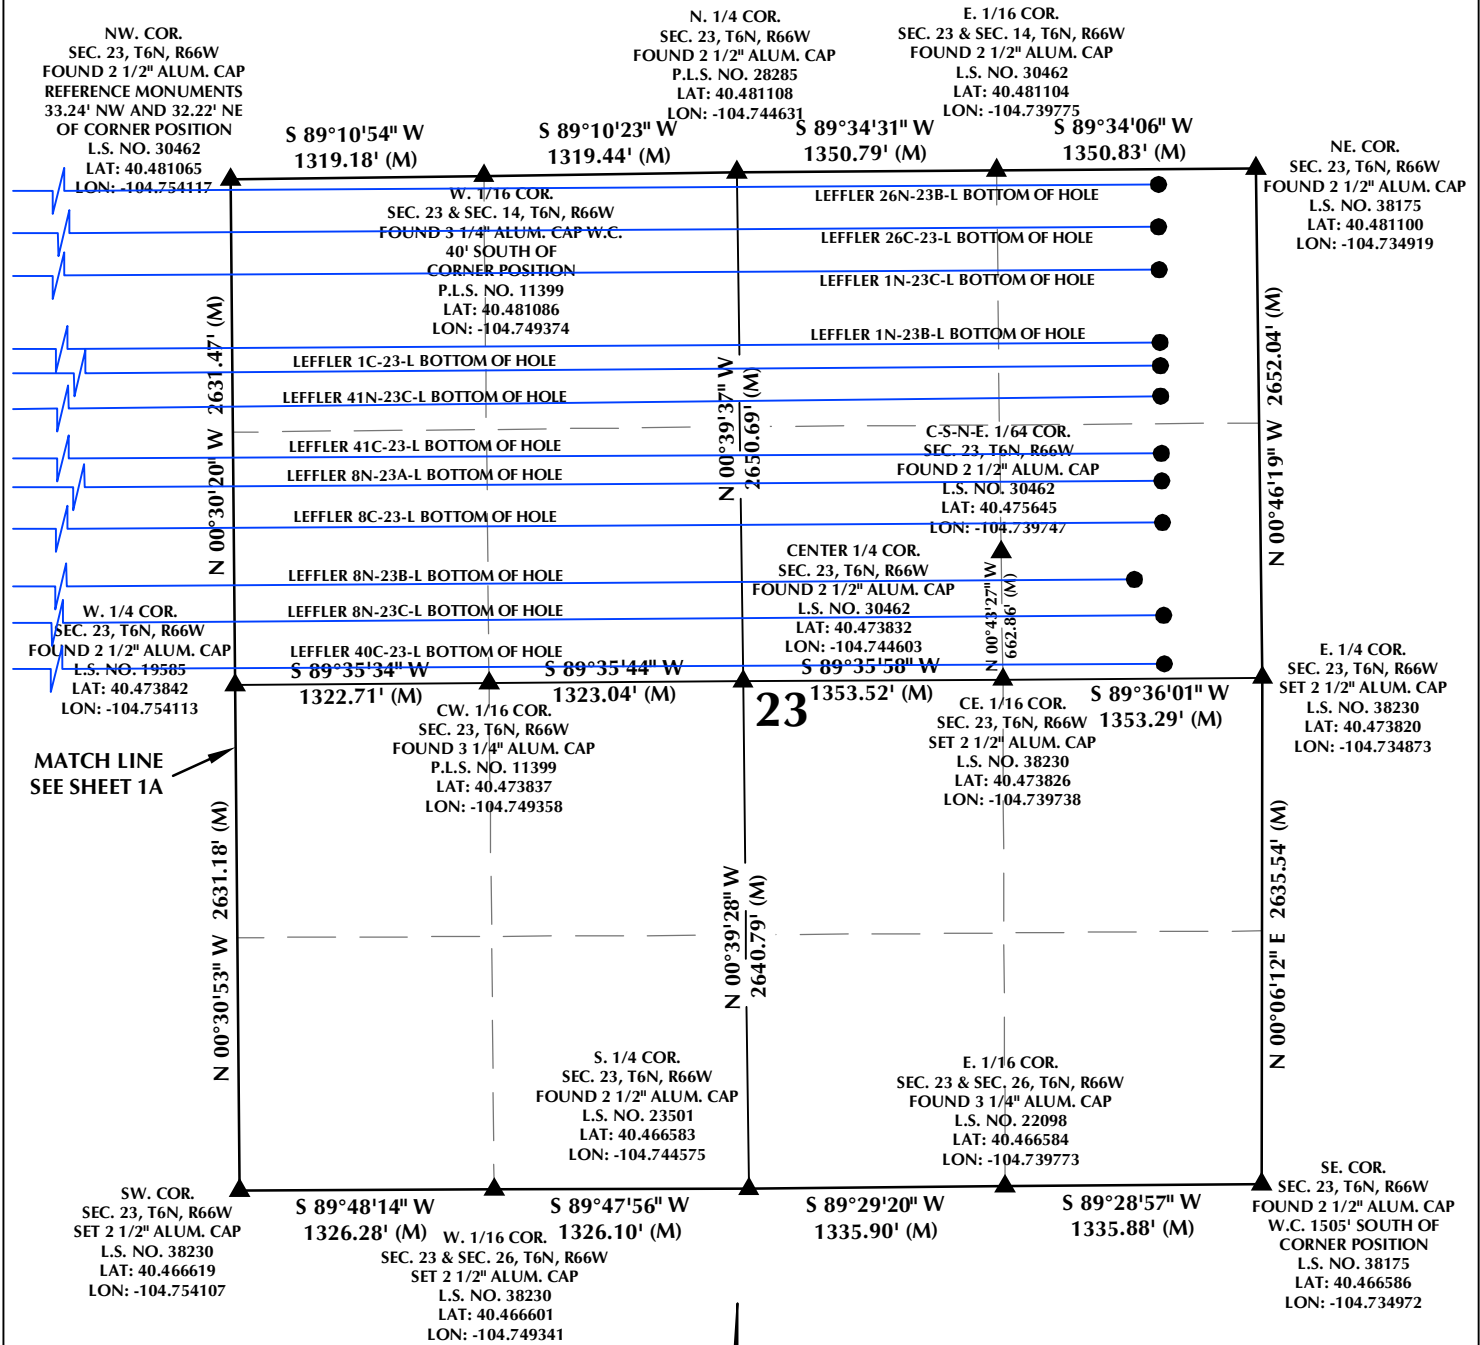 NW. COR.
SEC. 23, T6N, R66W
FOUND 2 1/2" ALUM. CAP
REFERENCE MONUMENTS
33.24' NW AND 32.22' NE
OF CORNER POSITION
L.S. NO. 30462
LAT: 40.481065
LON: -104.754117
N. 1/4 COR.
SEC. 23, T6N, R66W
FOUND 2 1/2" ALUM. CAP
P.L.S. NO. 28285
LAT: 40.481108
LON: -104.744631
E. 1/16 COR.
SEC. 23 & SEC. 14, T6N, R66W
FOUND 2 1/2" ALUM. CAP
L.S. NO. 30462
LAT: 40.481104
LON: -104.739775
NE. COR.
SEC. 23, T6N, R66W
FOUND 2 1/2" ALUM. CAP
L.S. NO. 38175
LAT: 40.481100
LON: -104.734919
S 89°10'54" W
1319.18' (M)
S 89°10'23" W
1319.44' (M)
S 89°34'31" W
1350.79' (M)
S 89°34'06" W
1350.83' (M)
W. 1/16 COR.
SEC. 23 & SEC. 14, T6N, R66W
FOUND 3 1/4" ALUM. CAP W.C.
40' SOUTH OF
CORNER POSITION
P.L.S. NO. 11399
LAT: 40.481086
LON: -104.749374
LEFFLER 26N-23B-L BOTTOM OF HOLE
LEFFLER 26C-23-L BOTTOM OF HOLE
LEFFLER 1N-23C-L BOTTOM OF HOLE
LEFFLER 1N-23B-L BOTTOM OF HOLE
LEFFLER 1C-23-L BOTTOM OF HOLE
LEFFLER 41N-23C-L BOTTOM OF HOLE
LEFFLER 41C-23-L BOTTOM OF HOLE
LEFFLER 8N-23A-L BOTTOM OF HOLE
LEFFLER 8C-23-L BOTTOM OF HOLE
LEFFLER 8N-23B-L BOTTOM OF HOLE
LEFFLER 8N-23C-L BOTTOM OF HOLE
LEFFLER 40C-23-L BOTTOM OF HOLE
N 00°30'20" W 2631.47' (M)
N 00°39'37" W
2650.69' (M)
N 00°46'19" W 2652.04' (M)
C-S-N-E. 1/64 COR.
SEC. 23, T6N, R66W
FOUND 2 1/2" ALUM. CAP
L.S. NO. 30462
LAT: 40.475645
LON: -104.739747
CENTER 1/4 COR.
SEC. 23, T6N, R66W
FOUND 2 1/2" ALUM. CAP
L.S. NO. 30462
LAT: 40.473832
LON: -104.744603
N 00°43'27" W
662.86' (M)
W. 1/4 COR.
SEC. 23, T6N, R66W
FOUND 2 1/2" ALUM. CAP
L.S. NO. 19585
LAT: 40.473842
LON: -104.754113
E. 1/4 COR.
SEC. 23, T6N, R66W
SET 2 1/2" ALUM. CAP
L.S. NO. 38230
LAT: 40.473820
LON: -104.734873
S 89°35'34" W
1322.71' (M)
S 89°35'44" W
1323.04' (M)
S 89°35'58" W
1353.52' (M)
S 89°36'01" W
1353.29' (M)
23
CW. 1/16 COR.
SEC. 23, T6N, R66W
FOUND 3 1/4" ALUM. CAP
P.L.S. NO. 11399
LAT: 40.473837
LON: -104.749358
CE. 1/16 COR.
SEC. 23, T6N, R66W
SET 2 1/2" ALUM. CAP
L.S. NO. 38230
LAT: 40.473826
LON: -104.739738
MATCH LINE
SEE SHEET 1A
N 00°30'53" W 2631.18' (M)
N 00°39'28" W
2640.79' (M)
N 00°06'12" E 2635.54' (M)
S. 1/4 COR.
SEC. 23, T6N, R66W
FOUND 2 1/2" ALUM. CAP
L.S. NO. 23501
LAT: 40.466583
LON: -104.744575
E. 1/16 COR.
SEC. 23 & SEC. 26, T6N, R66W
FOUND 3 1/4" ALUM. CAP
L.S. NO. 22098
LAT: 40.466584
LON: -104.739773
SW. COR.
SEC. 23, T6N, R66W
SET 2 1/2" ALUM. CAP
L.S. NO. 38230
LAT: 40.466619
LON: -104.754107
S 89°48'14" W
1326.28' (M)
S 89°47'56" W
1326.10' (M)
S 89°29'20" W
1335.90' (M)
S 89°28'57" W
1335.88' (M)
W. 1/16 COR.
SEC. 23 & SEC. 26, T6N, R66W
SET 2 1/2" ALUM. CAP
L.S. NO. 38230
LAT: 40.466601
LON: -104.749341
SE. COR.
SEC. 23, T6N, R66W
FOUND 2 1/2" ALUM. CAP
W.C. 1505' SOUTH OF
CORNER POSITION
L.S. NO. 38175
LAT: 40.466586
LON: -104.734972